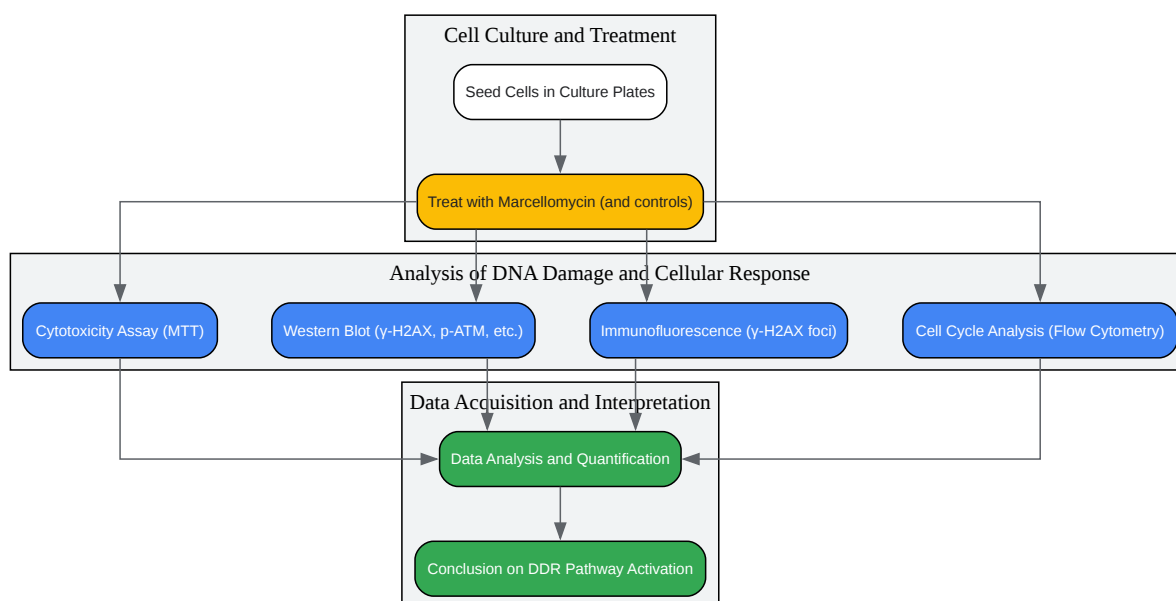 Cell Culture and Treatment
Seed Cells in Culture Plates
Treat with Marcellomycin (and controls)
Analysis of DNA Damage and Cellular Response
Cytotoxicity Assay (MTT)
Western Blot (γ-H2AX, p-ATM, etc.)
Immunofluorescence (γ-H2AX foci)
Cell Cycle Analysis (Flow Cytometry)
Data Acquisition and Interpretation
Data Analysis and Quantification
Conclusion on DDR Pathway Activation